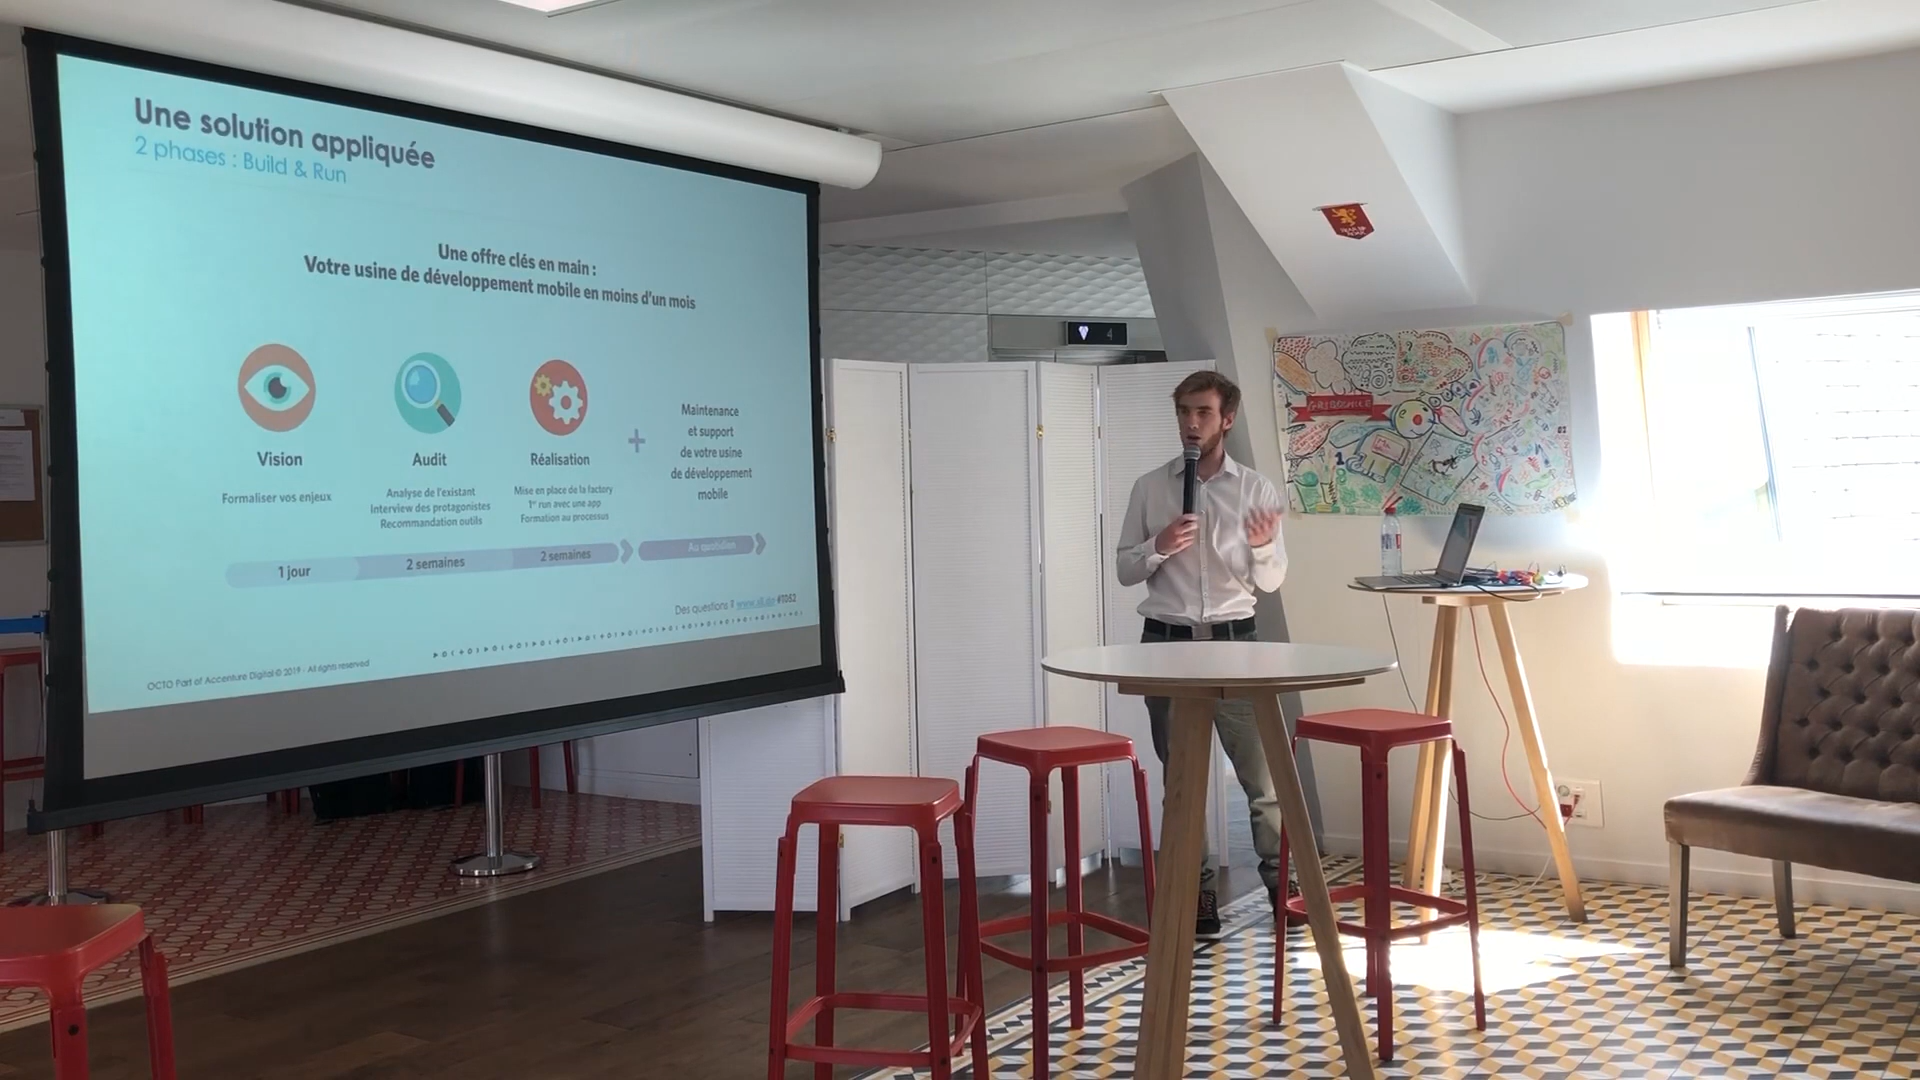 Une solution appliquée
2 phases : Build & Run
Une offre clés en main :
Votre usine de développement mobile en moins d'un mois
Vision
Formaliser vos enjeux
Audit
Analyse de l'existant
Interview des protagonistes
Recommandation outils
Réalisation
Mise en place de la factory
1er run avec une app
Formation au processus
+
Maintenance
et support
de votre usine
de développement
mobile
1 jour
2 semaines
2 semaines
Au quotidien
Des questions ?
OCTO Part of Accenture Digital © 2019 - All rights reserved
4